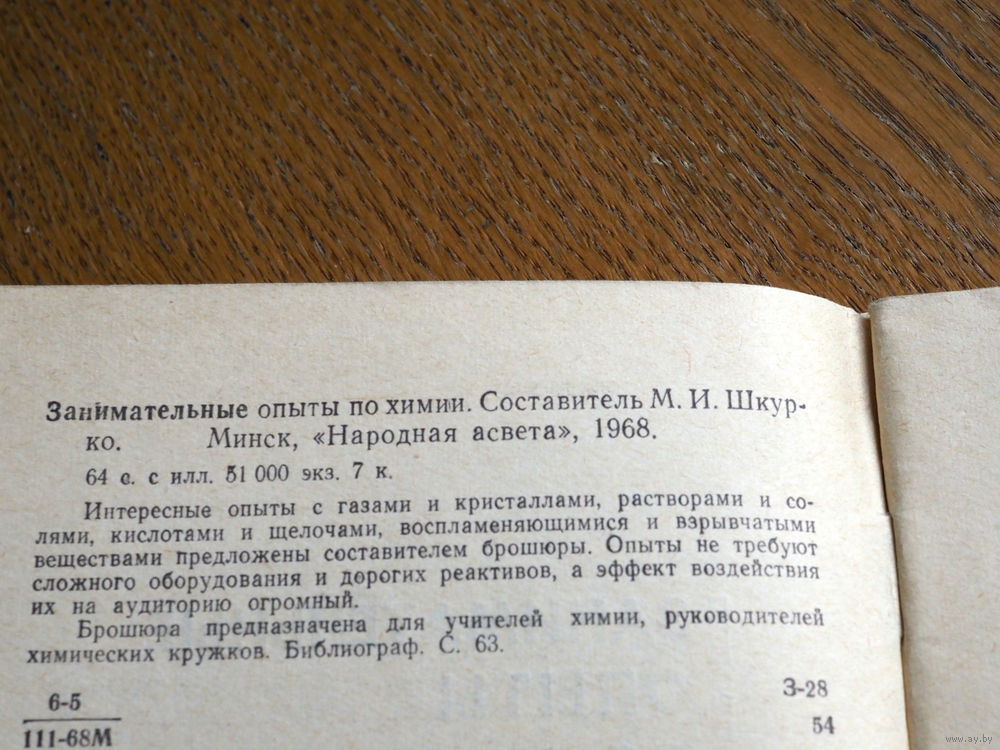 Занимательные опыты по химии. Составитель М. И. Шкур-
ко. Минск, «Народная асвета», 1968.
64 с. с илл. 51 000 экз. 7 к.
Интересные опыты с газами и кристаллами, растворами и со-
лями, кислотами и щелочами, воспламеняющимися и взрывчатыми
веществами предложены составителем брошюры. Опыты не требуют
сложного оборудования и дорогих реактивов, а эффект воздействия
их на аудиторию огромный.
Брошюра предназначена для учителей химии, руководителей
химических кружков. Библиограф. С. 63.
6-5
111-68М
З-28
54
www.ay.by